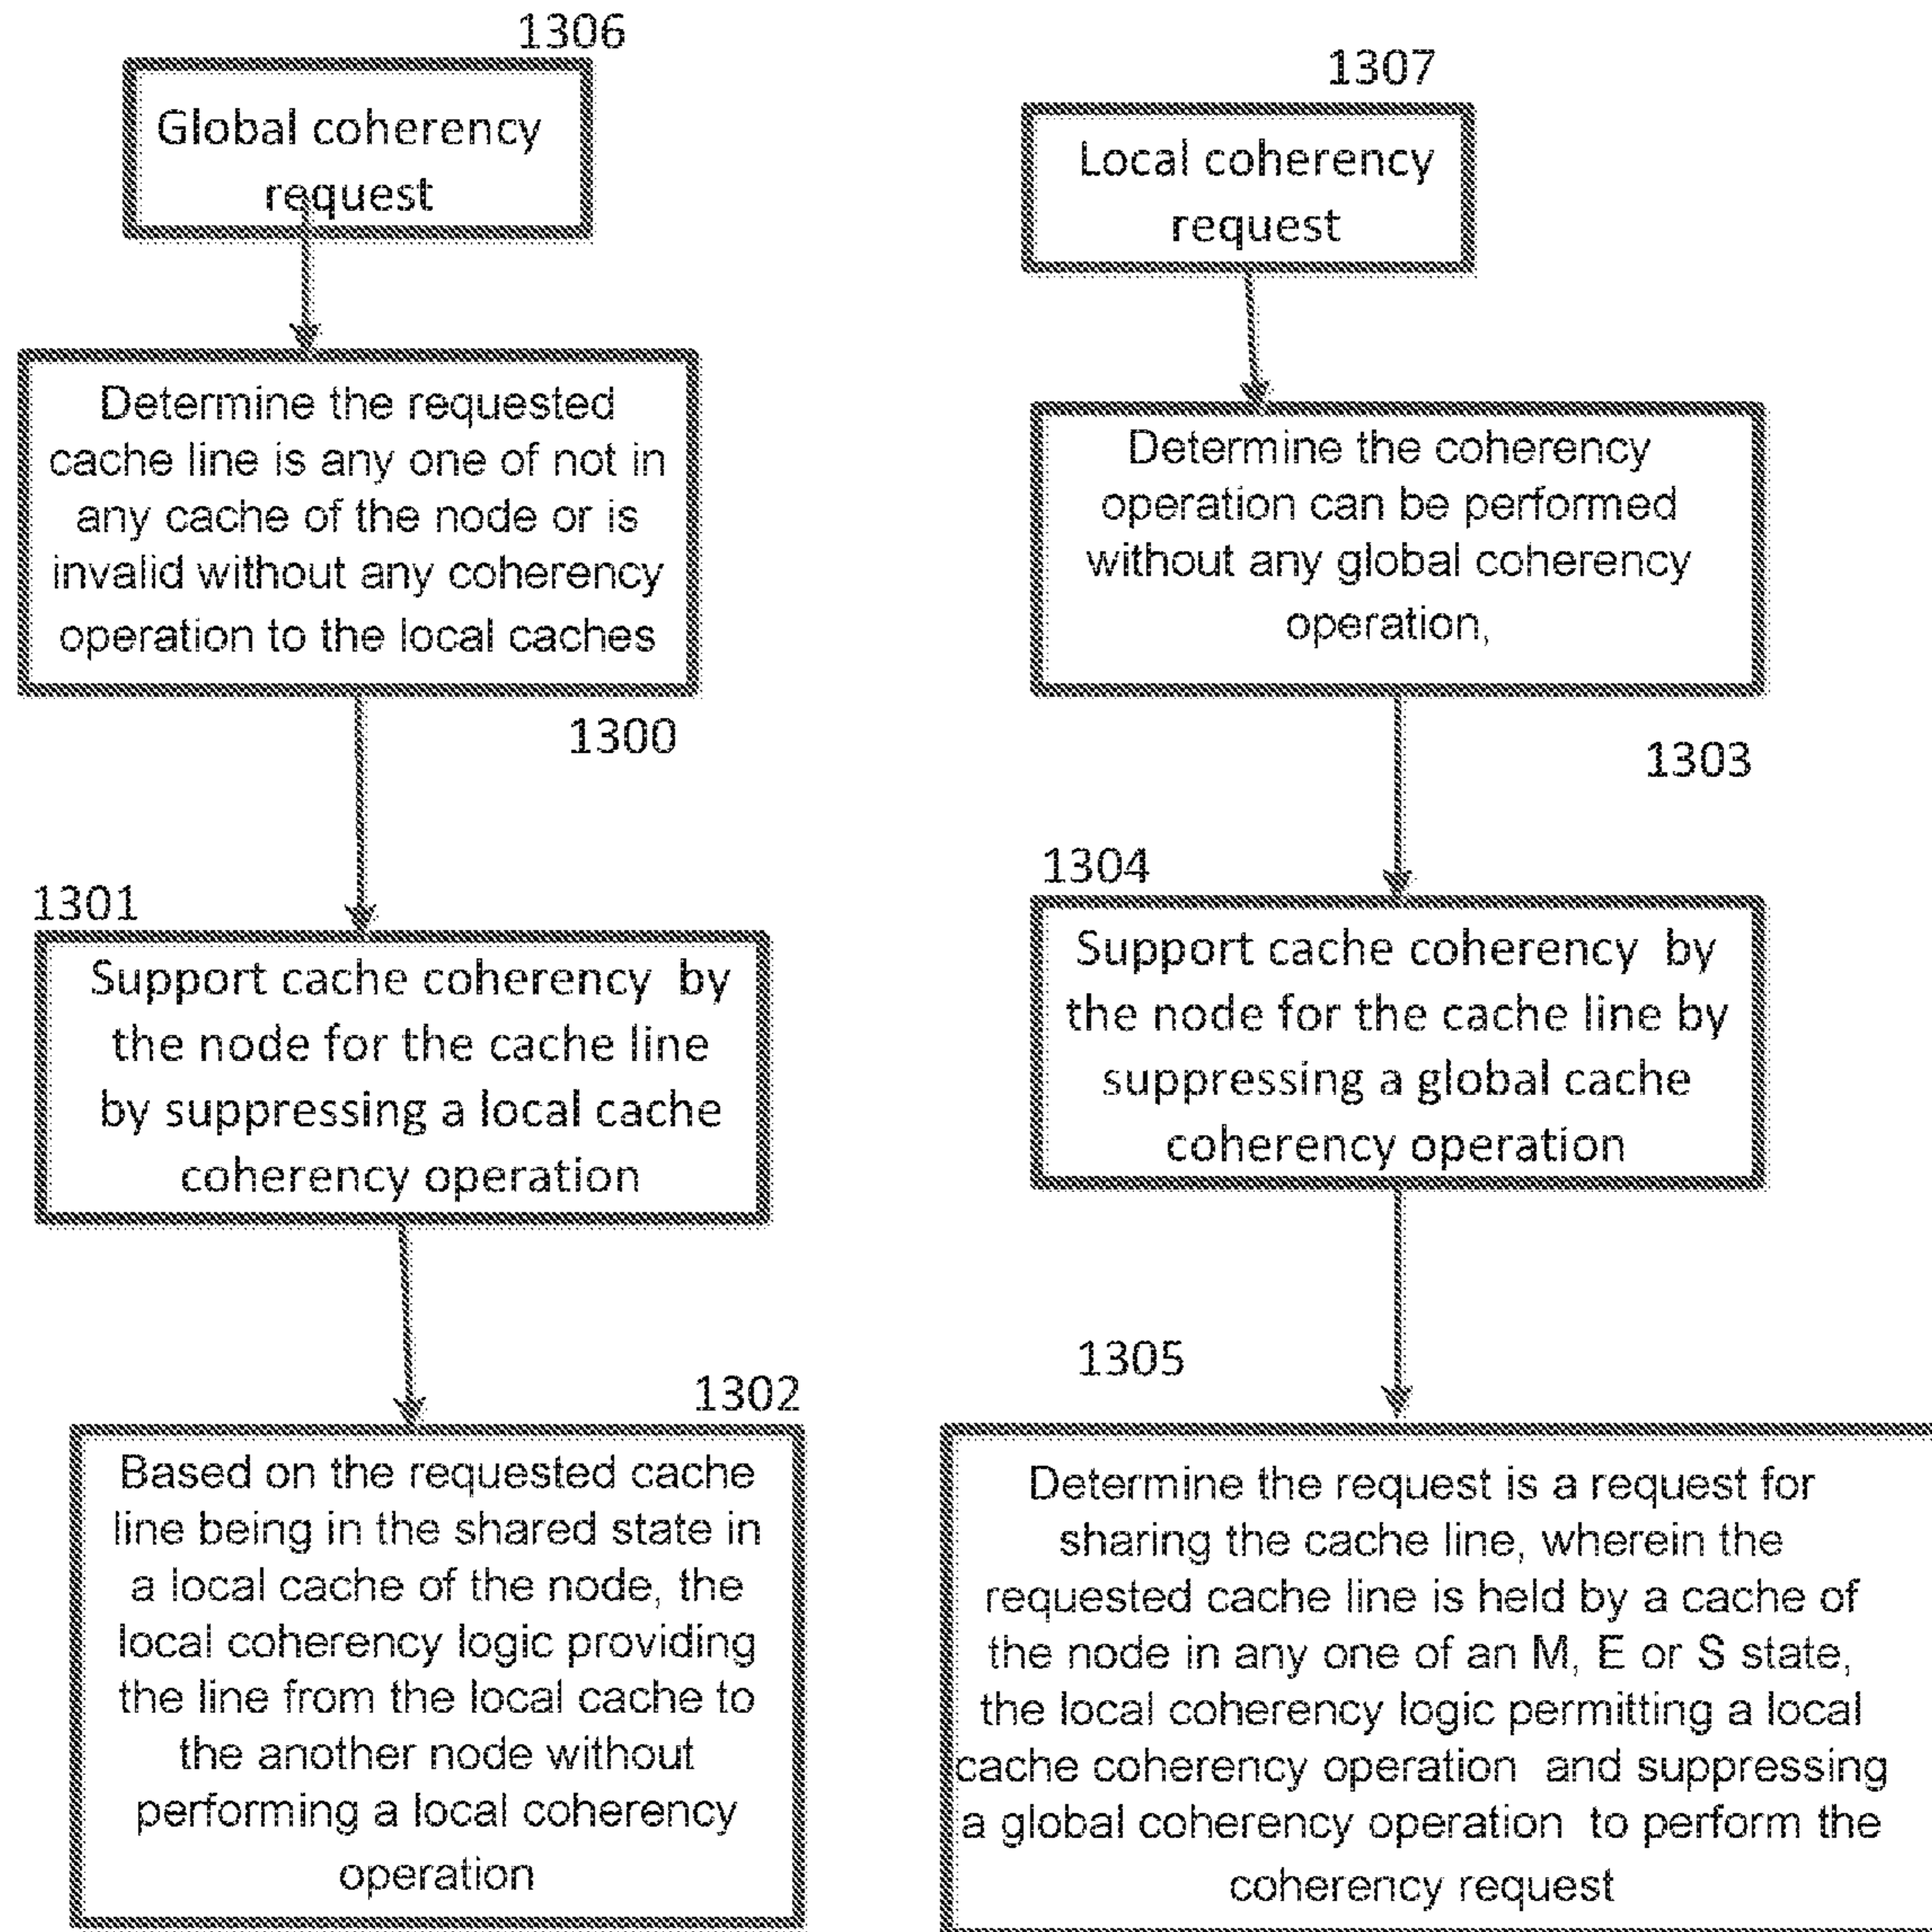 1306
Global coherency
request
Determine the requested
cache line is any one of not in
any cache of the node or is
invalid without any coherency
operation to the local caches
1300
1301
Support cache coherency by
the node for the cache line
by suppressing a local cache
coherency operation
1302
Based on the requested cache
line being in the shared state in
a local cache of the node, the
local coherency logic providing
the line from the local cache to
the another node without
performing a local coherency
operation
1307
Local coherency
request
Determine the coherency
operation can be performed
without any global coherency
operation,
1303
1304
Support cache coherency by
the node for the cache line by
suppressing a global cache
coherency operation
1305
Determine the request is a request for
sharing the cache line, wherein the
requested cache line is held by a cache of
the node in any one of an M, E or S state,
the local coherency logic permitting a local
cache coherency operation and suppressing
a global coherency operation to perform the
coherency request